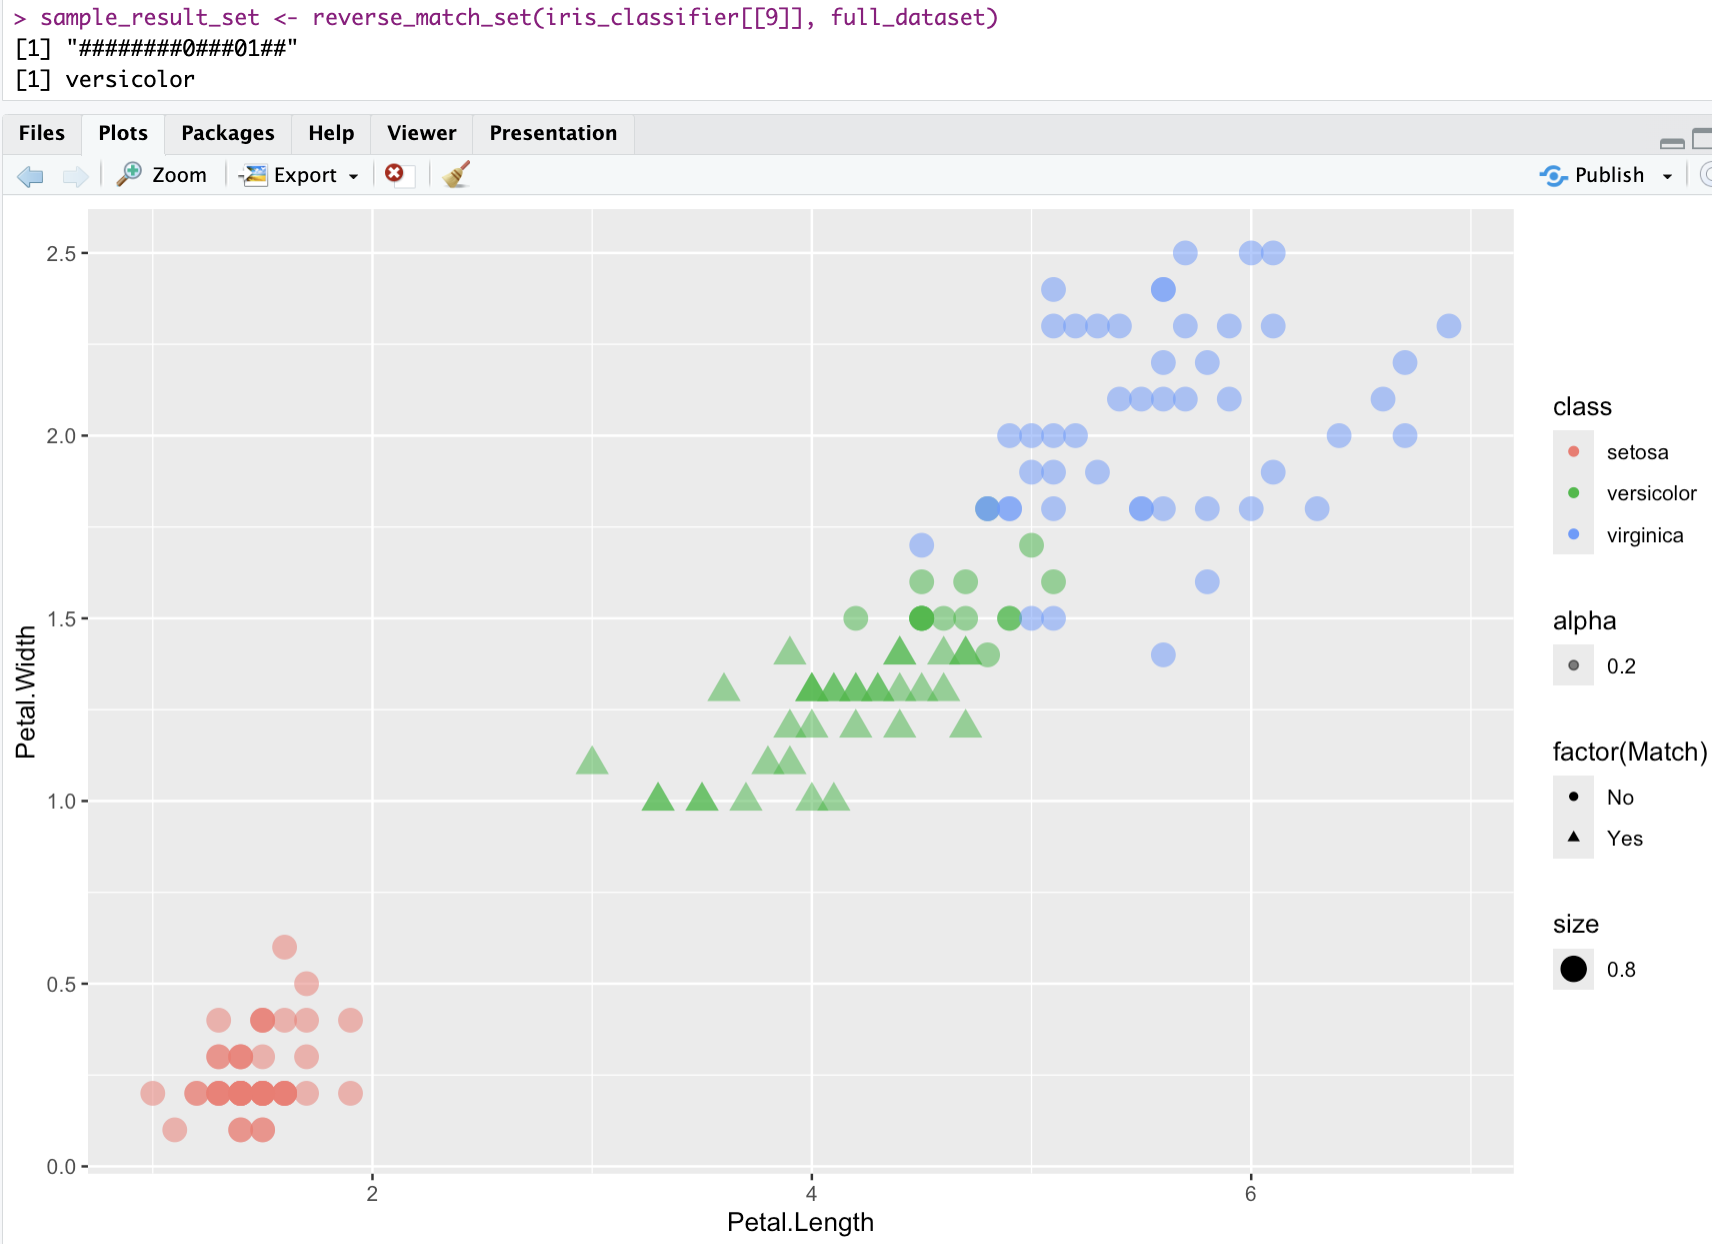 > sample_result_set <- reverse_match_set(iris_classifier[[9]], full_dataset)
[1] "########0###01##"
[1] versicolor
Files Plots Packages Help Viewer Presentation
Zoom Export Publish
2.5
2.0
1.5
1.0
0.5
0.0
Petal.Width
2 4 6
Petal.Length
class
setosa
versicolor
virginica
alpha
0.2
factor(Match)
No
Yes
size
0.8